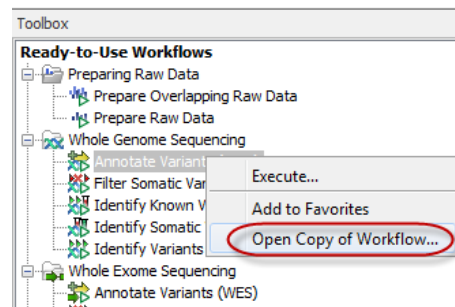 Toolbox
Ready-to-Use Workflows
Preparing Raw Data
Prepare Overlapping Raw Data
Prepare Raw Data
Whole Genome Sequencing
Annotate Variant
Execute...
Filter Somatic Var
Add to Favorites
Identify Known V
Identify Somatic
Open Copy of Workflow...
Identify Variants
Whole Exome Sequencing
Annotate Variants (WES)